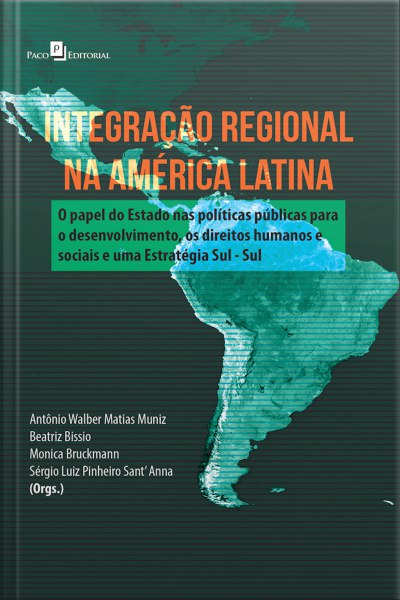 PACO EDITORIAL
INTEGRAÇÃO REGIONAL
NA AMÉRICA LATINA
O papel do Estado nas políticas públicas para
o desenvolvimento, os direitos humanos e
sociais e uma Estratégia Sul - Sul
Antônio Walber Matias Muniz
Beatriz Bissio
Monica Bruckmann
Sérgio Luiz Pinheiro Sant’Anna
(Orgs.)